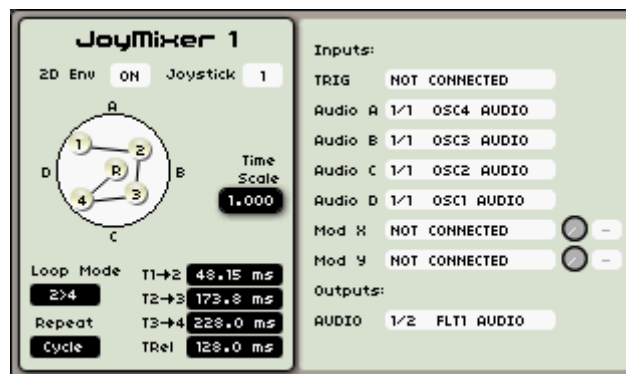 JoyMixer 1
2D Env ON Joystick 1
A
1
2
D
R
B
4
3
C
Time
Scale
1.000
Loop Mode
2>4
Repeat
Cycle
T1→2 48.15 ms
T2→3 173.8 ms
T3→4 228.0 ms
TRel 128.0 ms
Inputs:
TRIG NOT CONNECTED
Audio A 1/1 OSC4 AUDIO
Audio B 1/1 OSC3 AUDIO
Audio C 1/1 OSC2 AUDIO
Audio D 1/1 OSC1 AUDIO
Mod X NOT CONNECTED -
Mod Y NOT CONNECTED -
Outputs:
AUDIO 1/2 FLT1 AUDIO